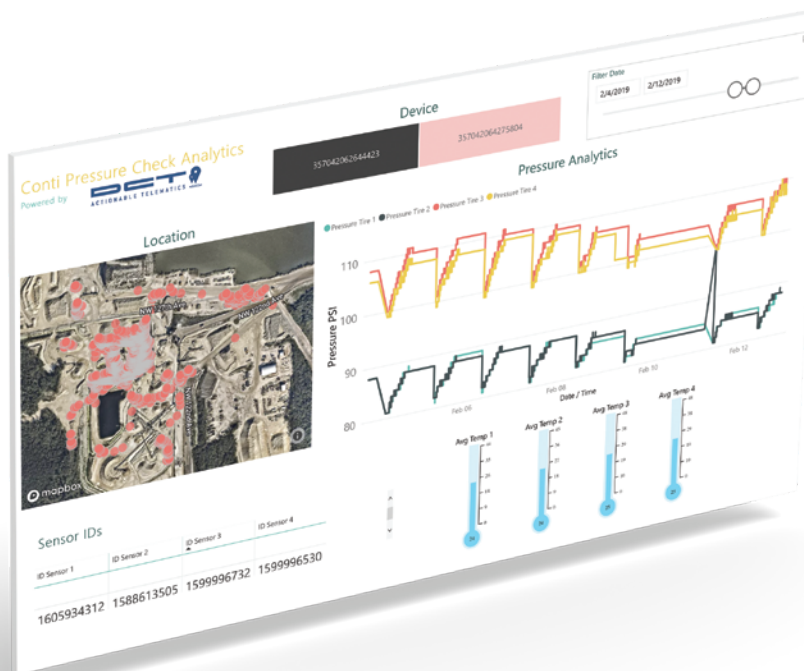 Conti Pressure Check Analytics
Powered by
DCT
ACTIONABLE TELEMATICS
Device
357042062644423
357042064275804
Filter Date
2/4/2019
2/12/2019
Location
NW 12th Ave
mapbox
Pressure Analytics
Pressure Tire 1
Pressure Tire 2
Pressure Tire 3
Pressure Tire 4
Pressure PSI
110
100
90
80
Feb 06
Feb 08
Feb 10
Feb 12
Date / Time
Avg Temp 1
Avg Temp 2
Avg Temp 3
Avg Temp 4
Sensor IDs
ID Sensor 1
ID Sensor 2
ID Sensor 3
ID Sensor 4
1605934312
1588613505
1599996732
1599996530